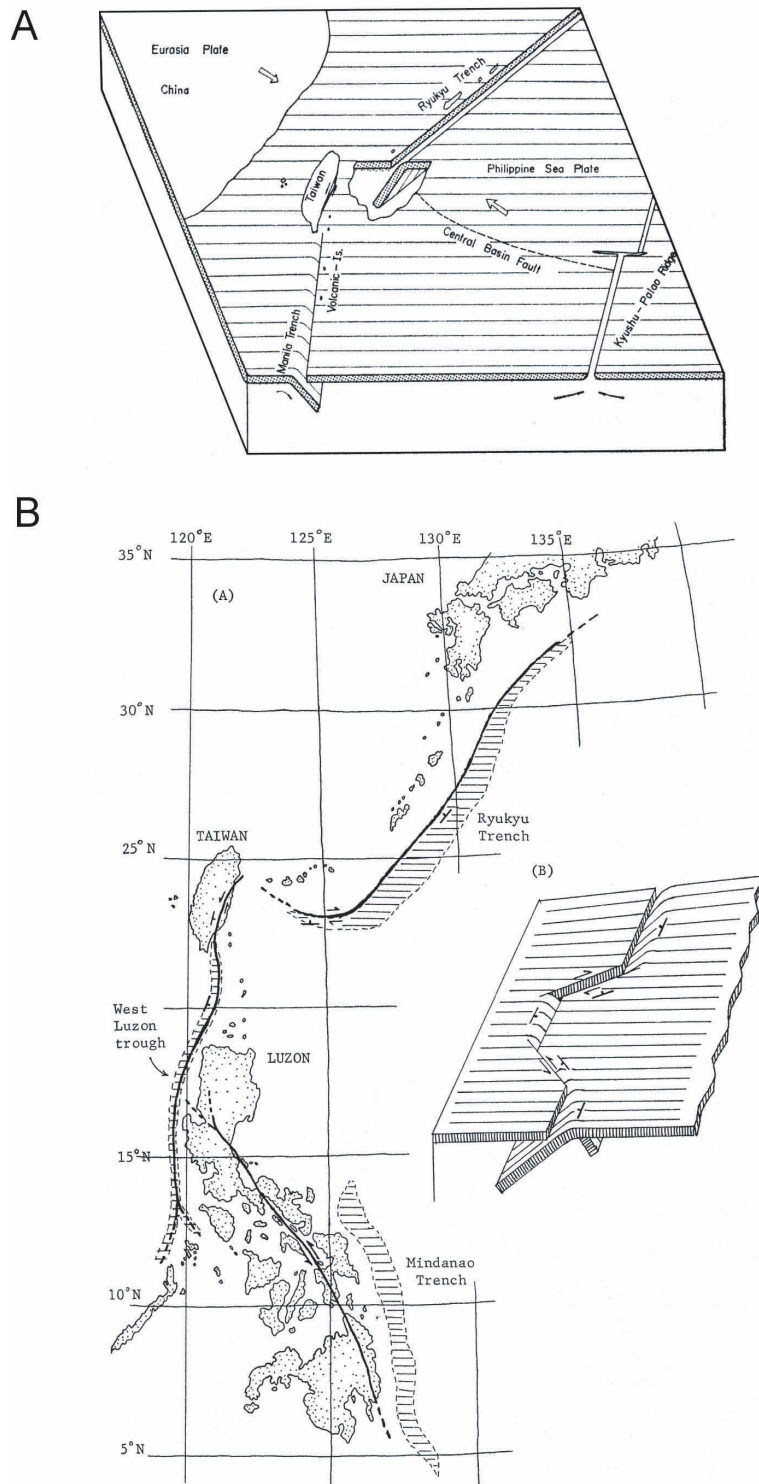 A
Eurasia Plate
China
Ryukyu Trench
Taiwan
Philippine Sea Plate
Central Basin Fault
Volcanic-Is.
Manila Trench
Kyushu-Palao Ridge
B
120°E
125°E
130°E
135°E
35°N
(A)
JAPAN
30°N
Ryukyu
Trench
TAIWAN
25°N
(B)
West
Luzon
trough
LUZON
15°N
Mindanao
Trench
10°N
5°N